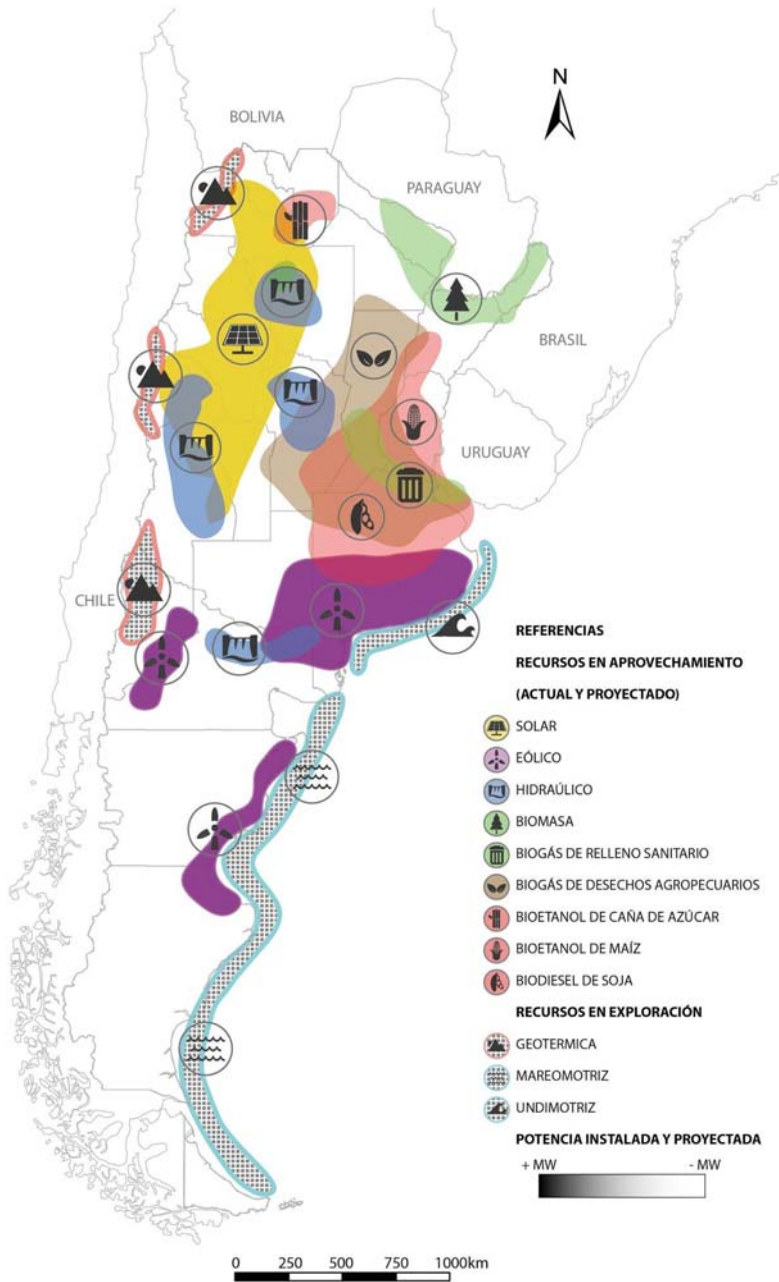 N
BOLIVIA
PARAGUAY
BRASIL
URUGUAY
CHILE
REFERENCIAS
RECURSOS EN APROVECHAMIENTO
(ACTUAL Y PROYECTADO)
SOLAR
EÓLICO
HIDRAÚLICO
BIOMASA
BIOGÁS DE RELLENO SANITARIO
BIOGÁS DE DESECHOS AGROPECUARIOS
BIOETANOL DE CAÑA DE AZÚCAR
BIOETANOL DE MAÍZ
BIODIESEL DE SOJA
RECURSOS EN EXPLORACIÓN
GEOTERMICA
MAREOMOTRIZ
UNDIMOTRIZ
POTENCIA INSTALADA Y PROYECTADA
+ MW - MW
0 250 500 750 1000km